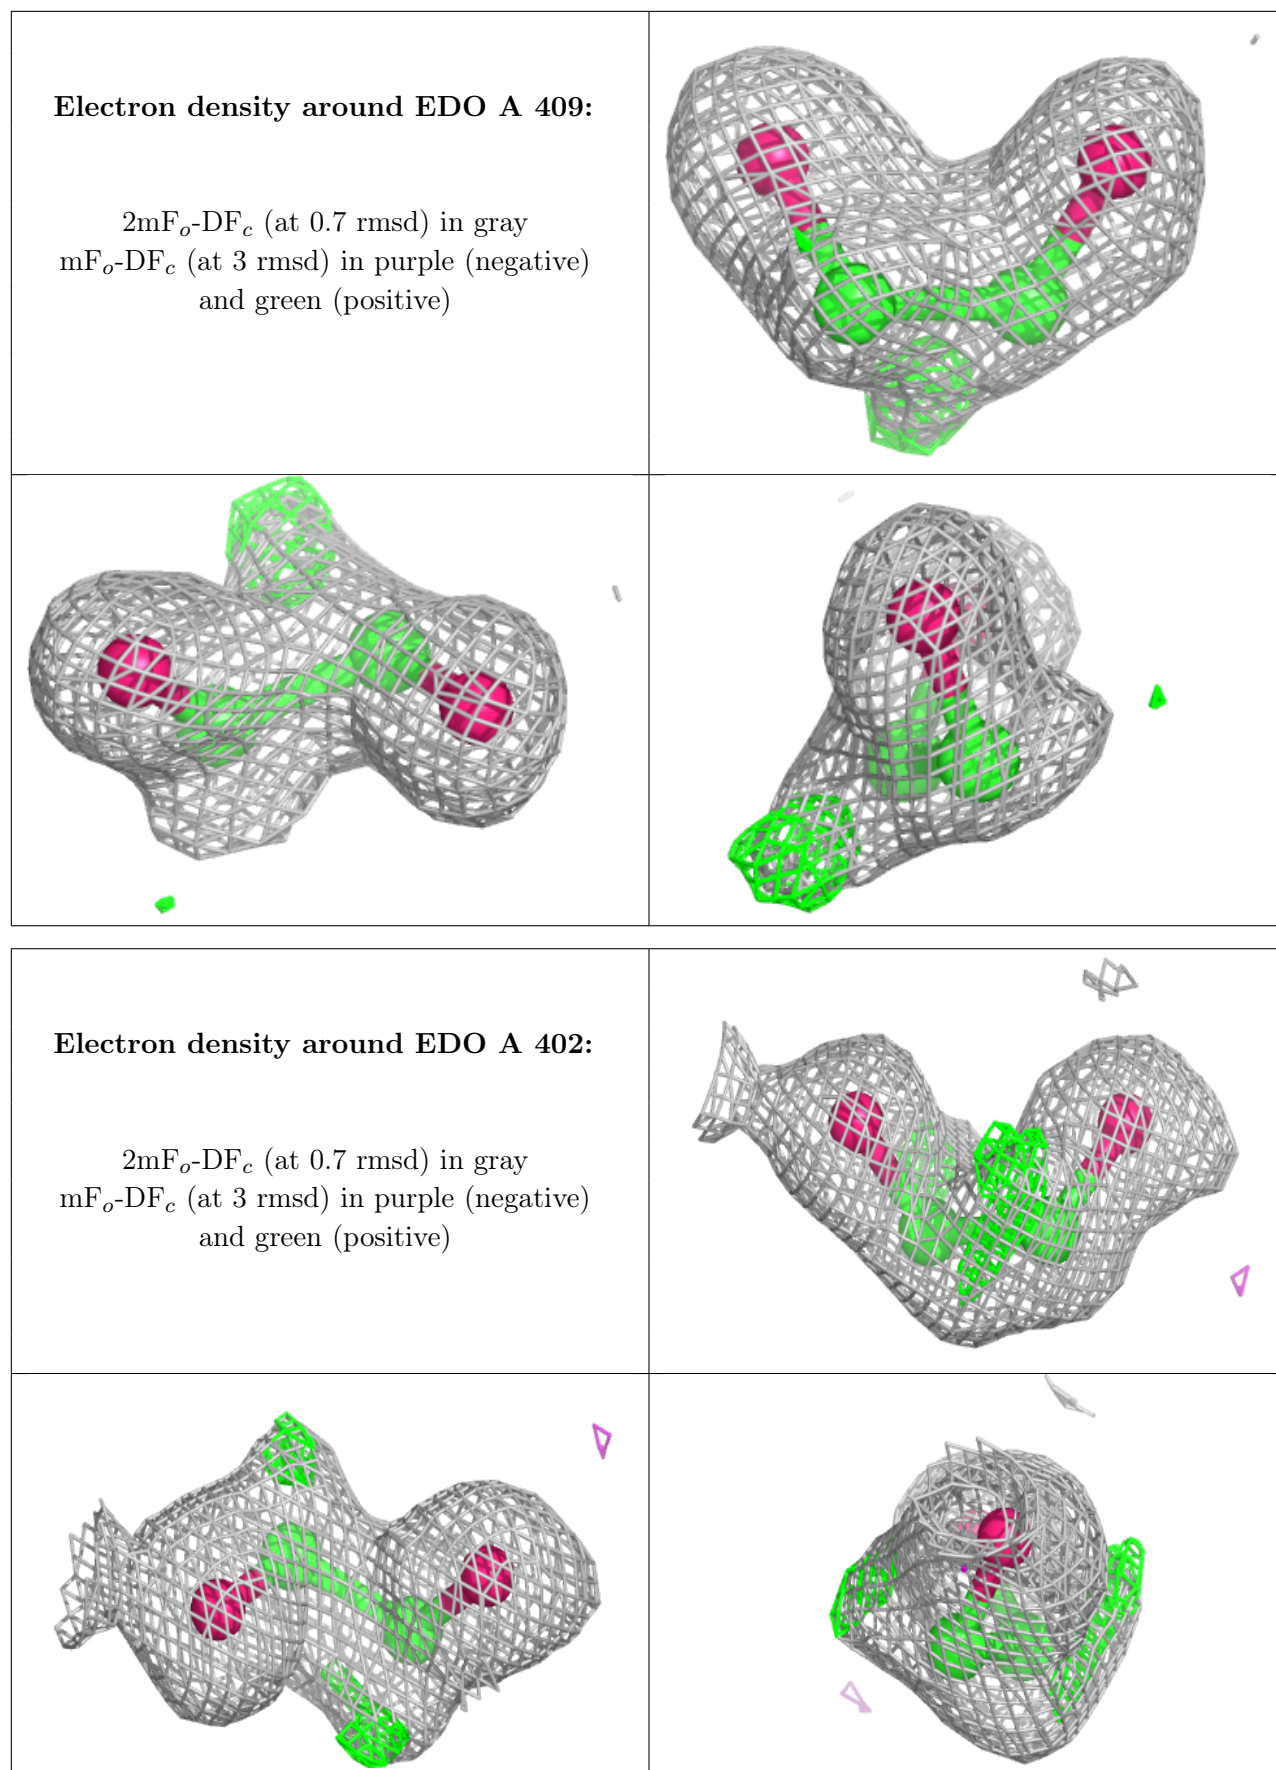 Electron density around EDO A 409:
2mFₒ-DF𝒸 (at 0.7 rmsd) in gray
mFₒ-DF𝒸 (at 3 rmsd) in purple (negative)
and green (positive)
Electron density around EDO A 402:
2mFₒ-DF𝒸 (at 0.7 rmsd) in gray
mFₒ-DF𝒸 (at 3 rmsd) in purple (negative)
and green (positive)